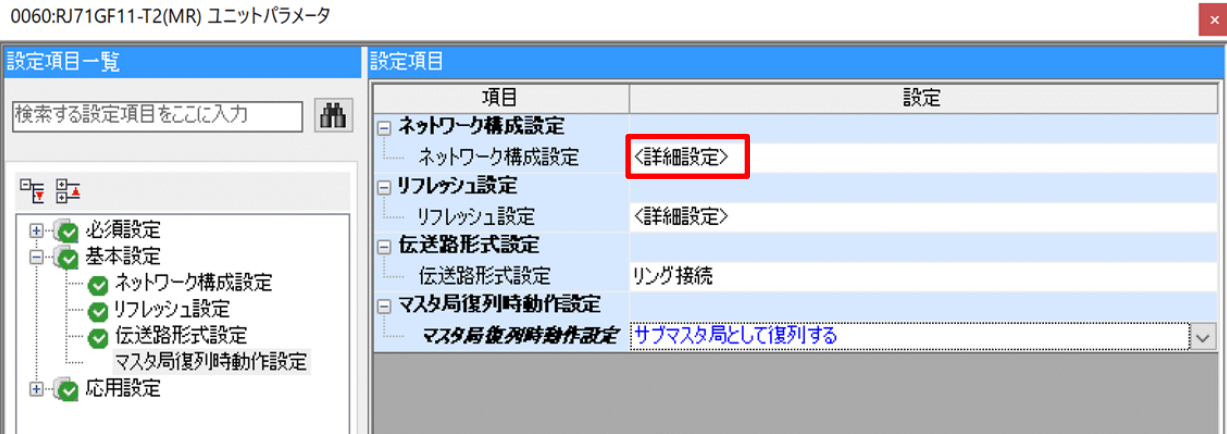 0060:RJ71GF11-T2(MR) ユニットパラメータ
設定項目一覧
検索する設定項目をここに入力
必須設定
基本設定
ネットワーク構成設定
リフレッシュ設定
伝送路形式設定
マスタ局復列時動作設定
応用設定
設定項目
項目 設定
ネットワーク構成設定
ネットワーク構成設定 <詳細設定>
リフレッシュ設定
リフレッシュ設定 <詳細設定>
伝送路形式設定
伝送路形式設定 リング接続
マスタ局復列時動作設定
マスタ局復列時動作設定 サブマスタ局として復列する